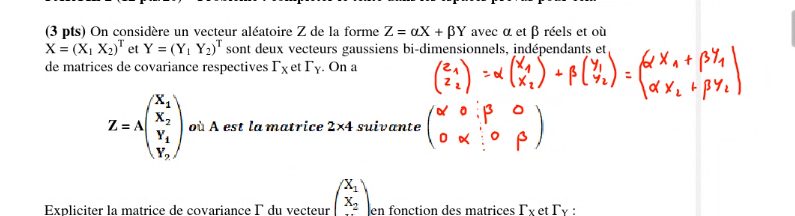 (3 pts) On considère un vecteur aléatoire Z de la forme Z = αX + βY avec α et β réels et où
X = (X₁ X₂)ᵀ et Y = (Y₁ Y₂)ᵀ sont deux vecteurs gaussiens bi-dimensionnels, indépendants et
de matrices de covariance respectives Γ_X et Γ_Y. On a
(z₁ z₂) = α (X₁ X₂) + β (Y₁ Y₂) = (αX₁ + βY₁
αX₂ + βY₂)
Z = A (X₁ X₂ Y₁ Y₂) où A est la matrice 2×4 suivante (α 0 β 0
0 α 0 β)
Expliciter la matrice de covariance Γ du vecteur (X₁ X₂ en fonction des matrices Γ_X et Γ_Y :